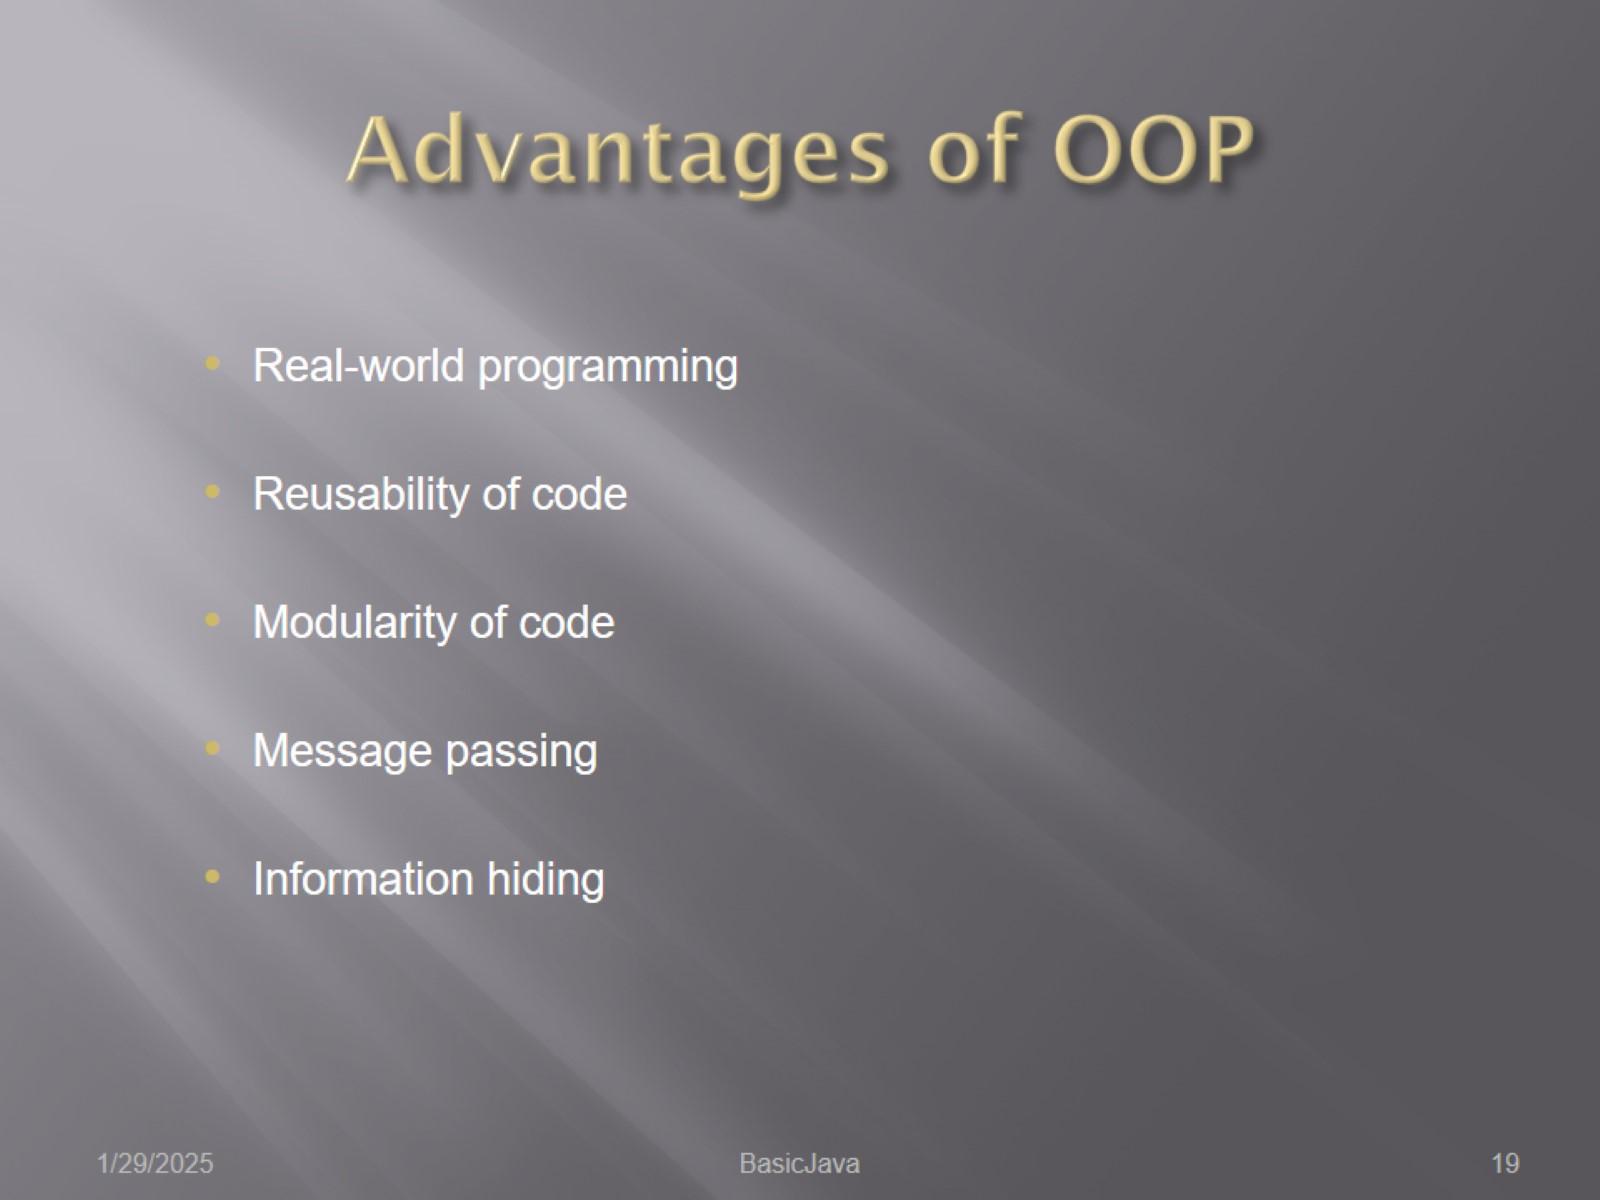 Advantages of OOP
• Real-world programming
• Reusability of code
• Modularity of code
• Message passing
• Information hiding
1/29/2025 BasicJava 19